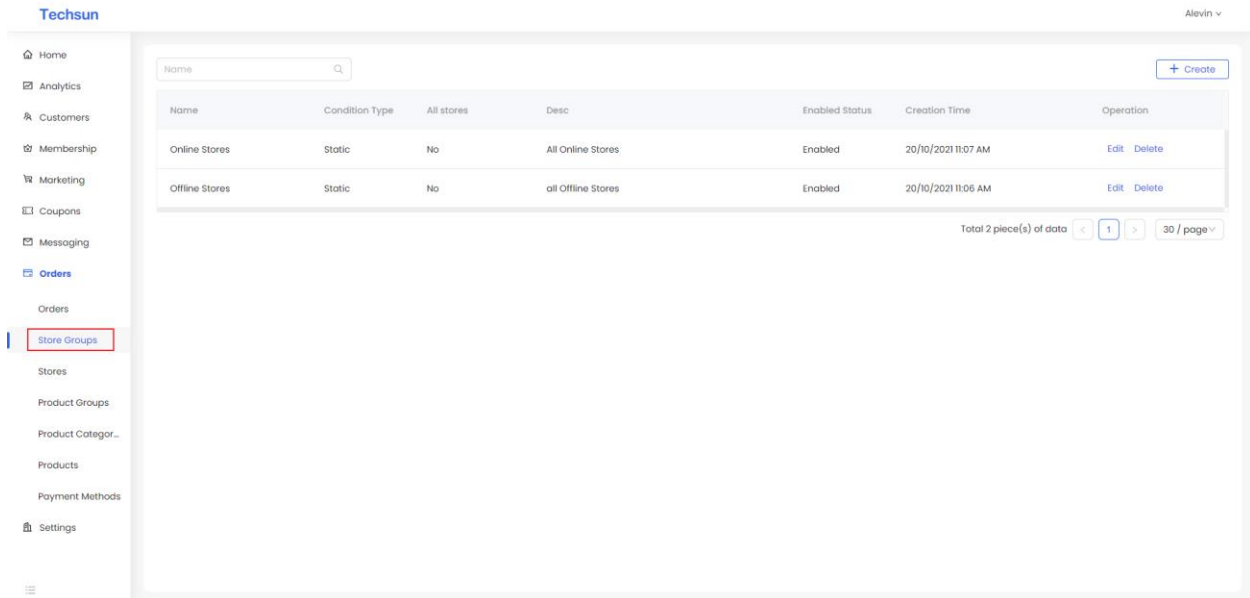 Techsun
Alevin
Home
Analytics
Customers
Membership
Marketing
Coupons
Messaging
Orders
Orders
Store Groups
Stores
Product Groups
Product Categor...
Products
Payment Methods
Settings
Name
+ Create
Name Condition Type All stores Desc Enabled Status Creation Time Operation
Online Stores Static No All Online Stores Enabled 20/10/2021 11:07 AM Edit Delete
Offline Stores Static No all Offline Stores Enabled 20/10/2021 11:06 AM Edit Delete
Total 2 piece(s) of data < 1 > 30 / page